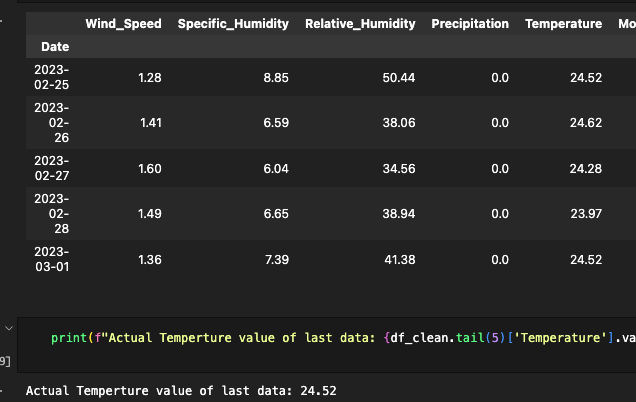 Wind_Speed Specific_Humidity Relative_Humidity Precipitation Temperature Mo
Date
2023-
02-25 1.28 8.85 50.44 0.0 24.52
2023-
02-
26 1.41 6.59 38.06 0.0 24.62
2023-
02-27 1.60 6.04 34.56 0.0 24.28
2023-
02-
28 1.49 6.65 38.94 0.0 23.97
2023-
03-01 1.36 7.39 41.38 0.0 24.52
print(f"Actual Temperture value of last data: {df_clean.tail(5)['Temperature'].va
9]
Actual Temperture value of last data: 24.52